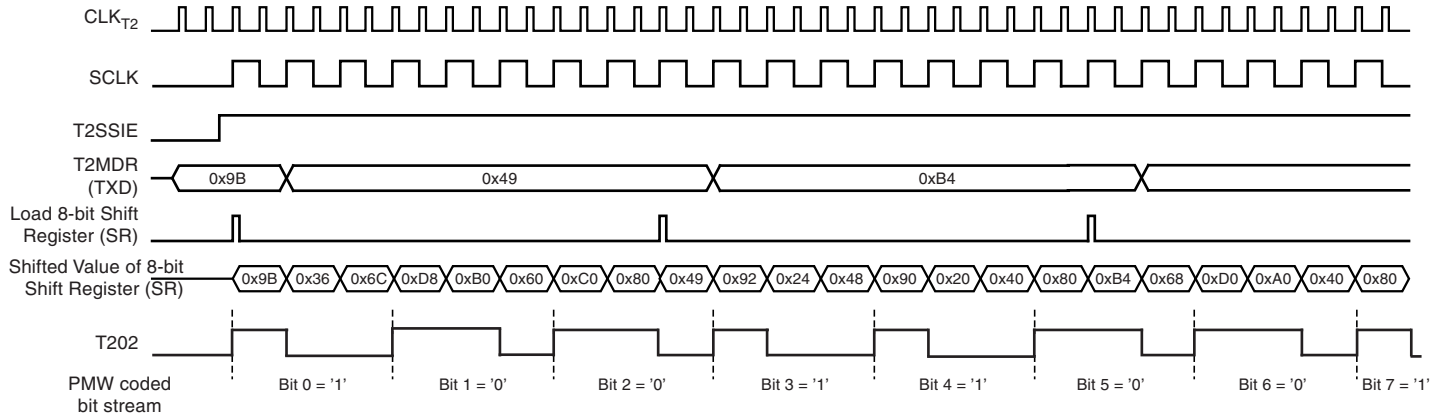 CLKT2
SCLK
T2SSIE
T2MDR
(TXD)
0x9B 0x49 0xB4
Load 8-bit Shift
Register (SR)
Shifted Value of 8-bit
Shift Register (SR)
0x9B 0x36 0x6C 0xD8 0xB0 0x60 0xC0 0x80 0x49 0x92 0x24 0x48 0x90 0x20 0x40 0x80 0xB4 0x68 0xD0 0xA0 0x40 0x80
T202
PMW coded
bit stream
Bit 0 = '1' Bit 1 = '0' Bit 2 = '0' Bit 3 = '1' Bit 4 = '1' Bit 5 = '0' Bit 6 = '0' Bit 7 = '1'